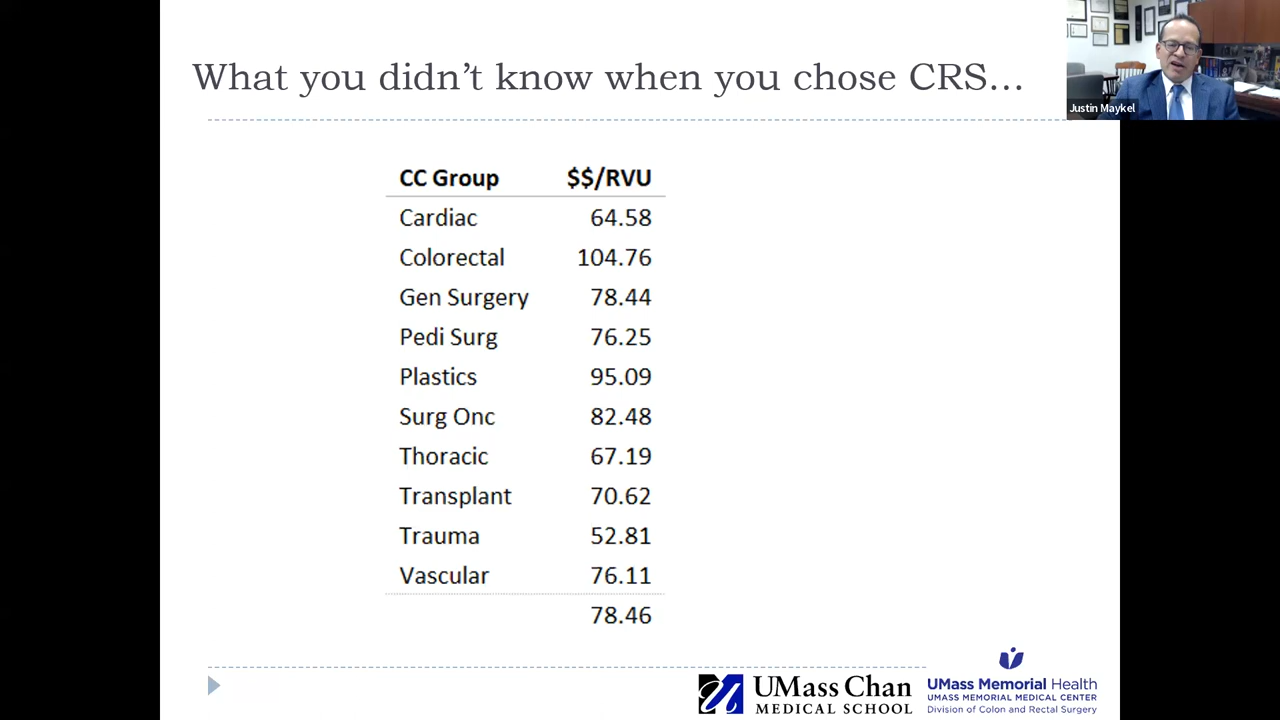 What you didn't know when you chose CRS...
Justin Maykel
CC Group $$/RVU
Cardiac 64.58
Colorectal 104.76
Gen Surgery 78.44
Pedi Surg 76.25
Plastics 95.09
Surg Onc 82.48
Thoracic 67.19
Transplant 70.62
Trauma 52.81
Vascular 76.11
78.46
UMass Chan
MEDICAL SCHOOL
UMass Memorial Health
UMASS MEMORIAL MEDICAL CENTER
Division of Colon and Rectal Surgery